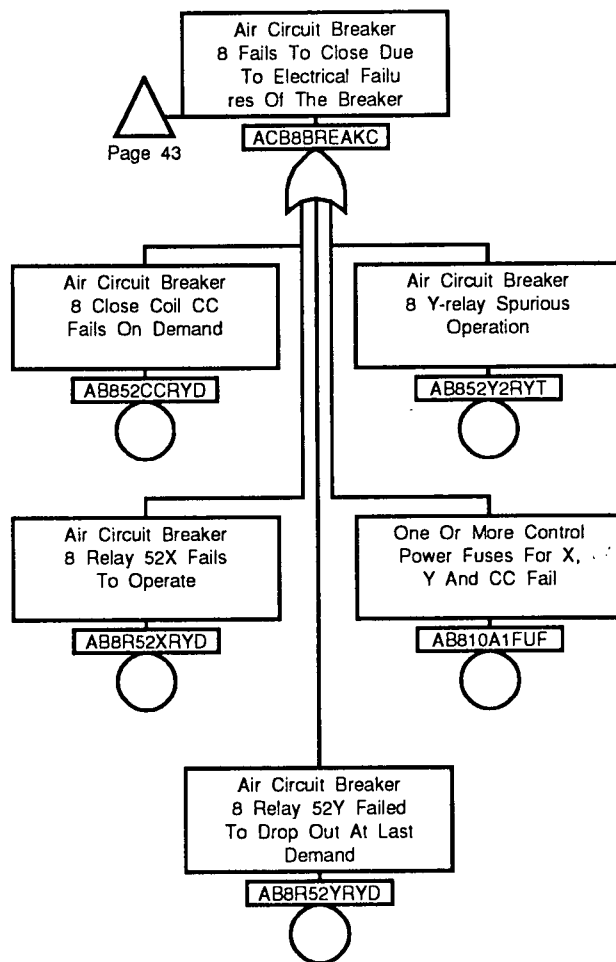 Air Circuit Breaker
8 Fails To Close Due
To Electrical Failu
res Of The Breaker
Page 43
ACB8BREAKC
Air Circuit Breaker
8 Close Coil CC
Fails On Demand
AB852CCRYD
Air Circuit Breaker
8 Y-relay Spurious
Operation
AB852Y2RYT
Air Circuit Breaker
8 Relay 52X Fails
To Operate
AB8R52XRYD
One Or More Control
Power Fuses For X,
Y And CC Fail
AB810A1FUF
Air Circuit Breaker
8 Relay 52Y Failed
To Drop Out At Last
Demand
AB8R52YRYD